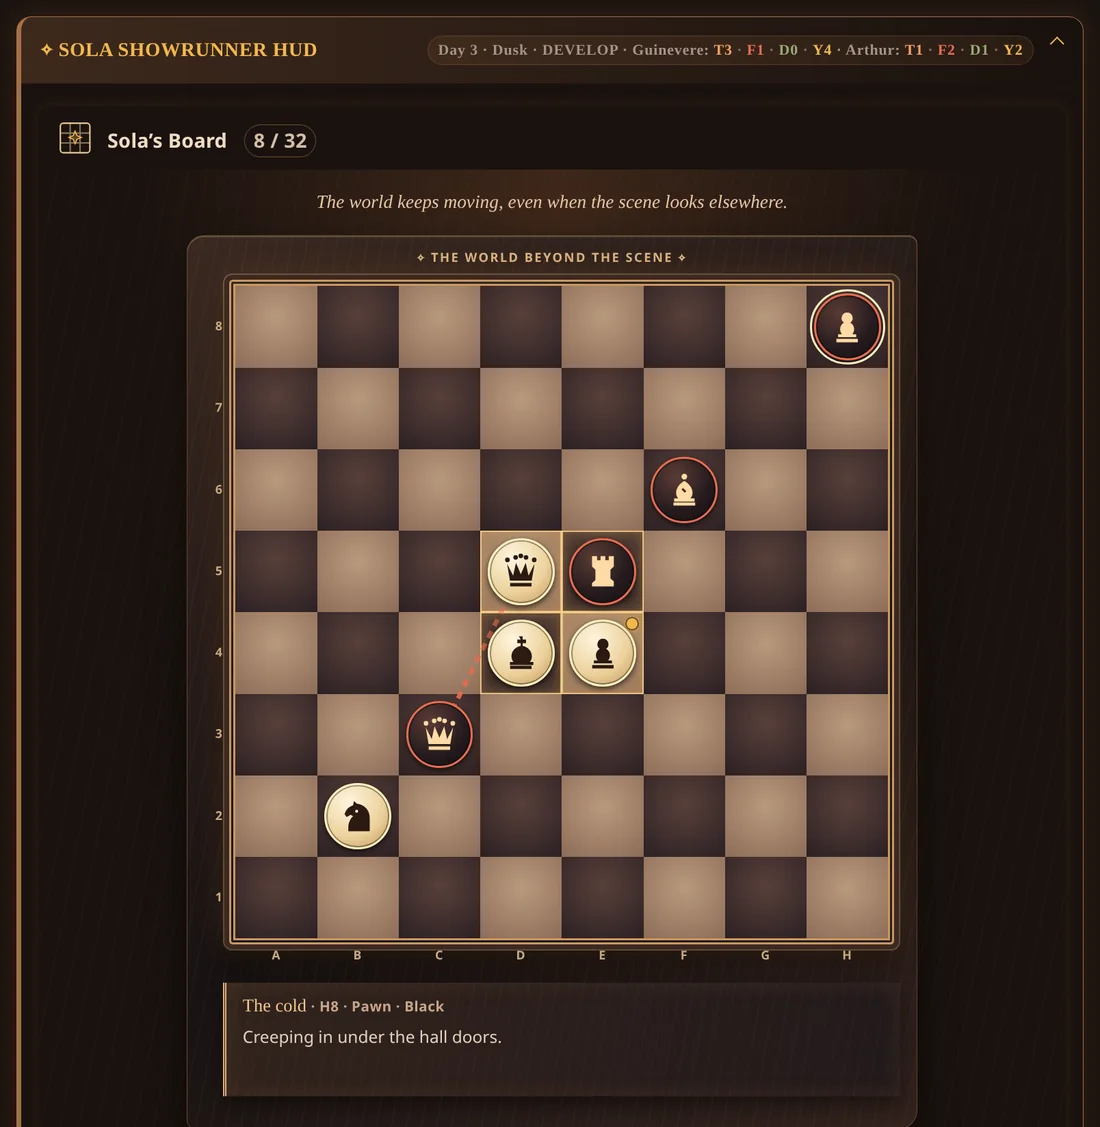 ✧ SOLA SHOWRUNNER HUD
Day 3 · Dusk · DEVELOP · Guinevere: T3 · F1 · D0 · Y4 · Arthur: T1 · F2 · D1 · Y2
Sola’s Board
8 / 32
The world keeps moving, even when the scene looks elsewhere.
✧ THE WORLD BEYOND THE SCENE ✧
8
7
6
5
4
3
2
1
A B C D E F G H
The cold · H8 · Pawn · Black
Creeping in under the hall doors.